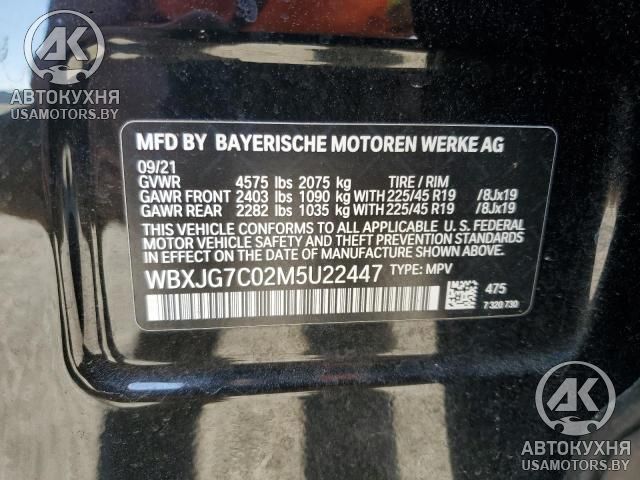 AK
АВТОКУХНЯ
USAMOTORS.BY
MFD BY BAYERISCHE MOTOREN WERKE AG
09/21
GVWR 4575 lbs 2075 kg TIRE / RIM
GAWR FRONT 2403 lbs 1090 kg WITH 225/45 R19 /8Jx19
GAWR REAR 2282 lbs 1035 kg WITH 225/45 R19 /8Jx19
THIS VEHICLE CONFORMS TO ALL APPLICABLE U. S. FEDERAL
MOTOR VEHICLE SAFETY AND THEFT PREVENTION STANDARDS
IN EFFECT ON THE DATE OF MANUFACTURE SHOWN ABOVE.
WBXJG7C02M5U22447 TYPE: MPV
475
7 320 730
AK
АВТОКУХНЯ
USAMOTORS.BY